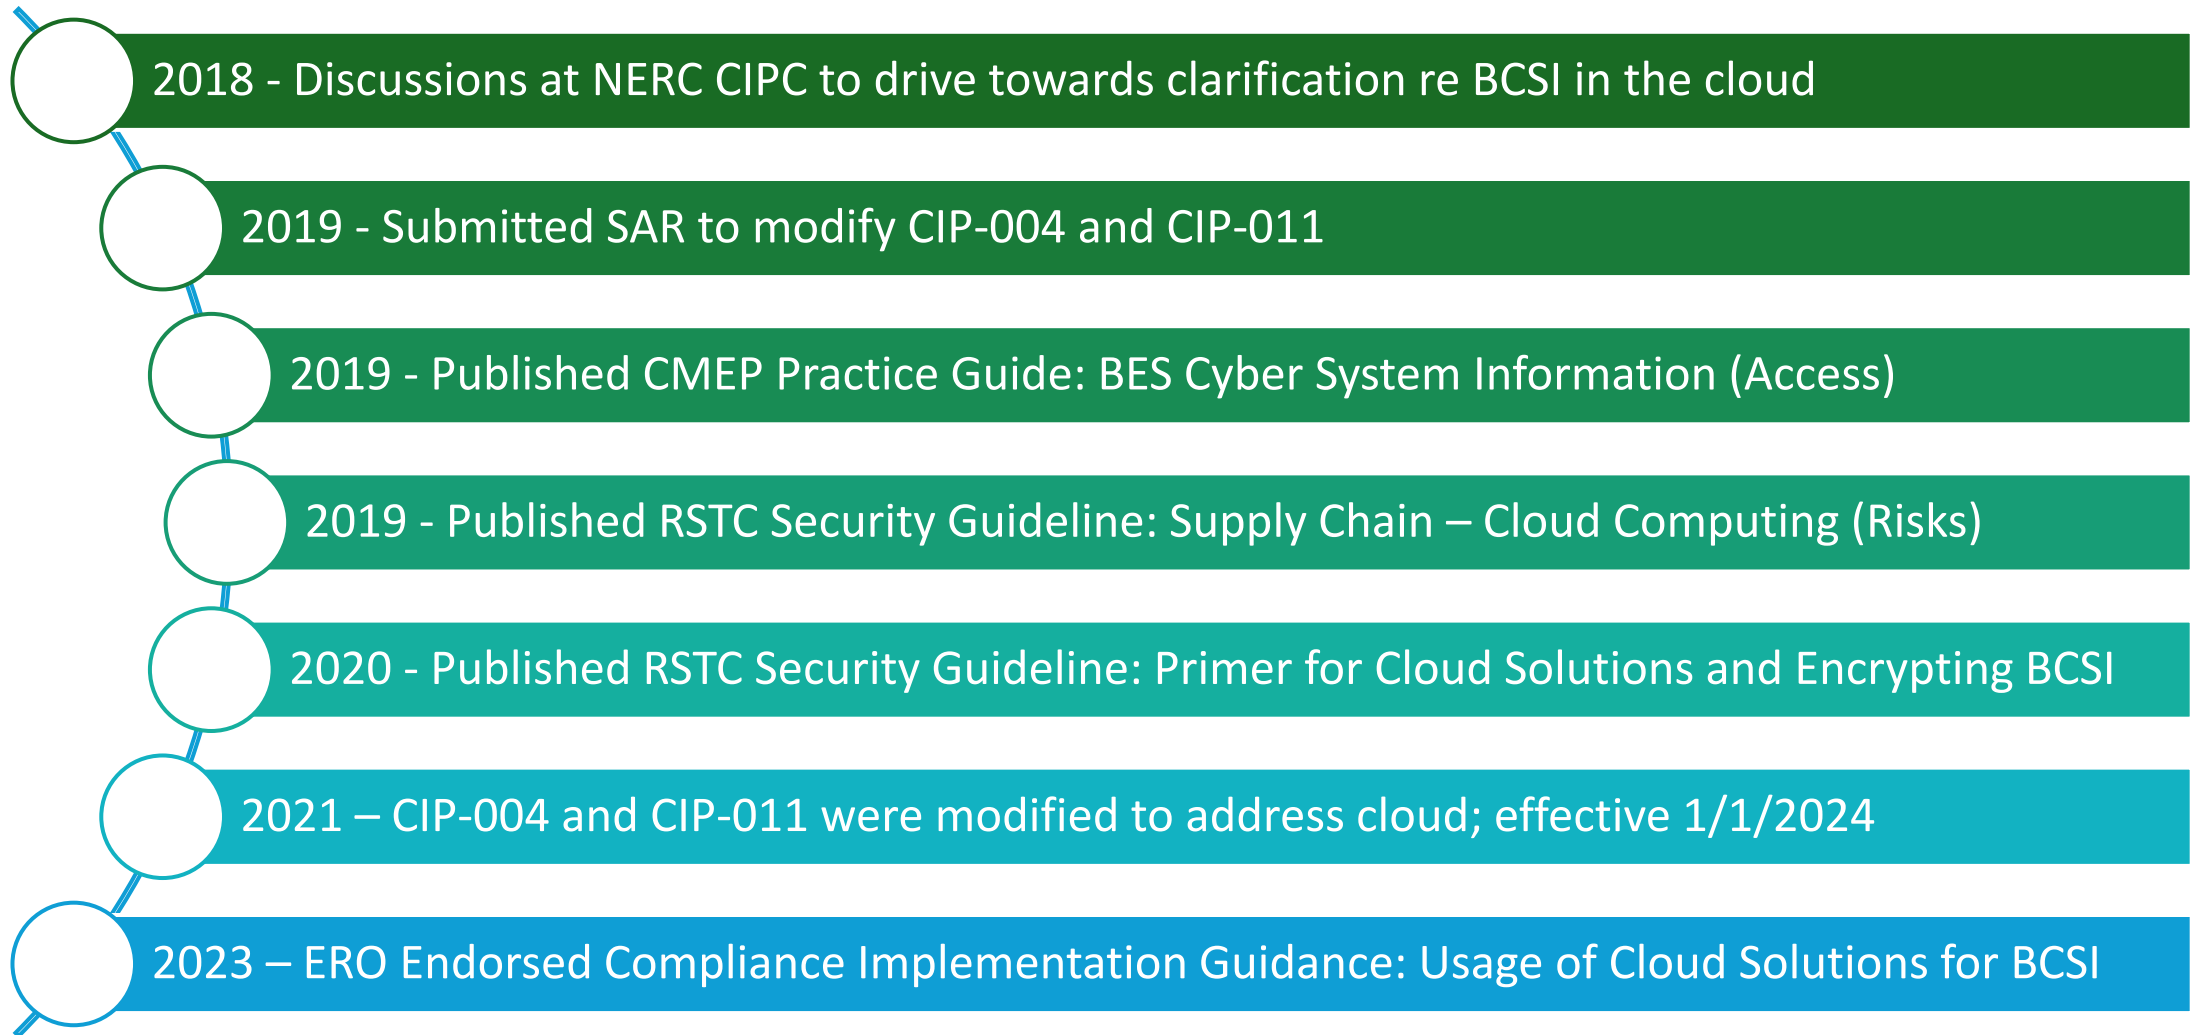 2018 - Discussions at NERC CIPC to drive towards clarification re BCSI in the cloud
2019 - Submitted SAR to modify CIP-004 and CIP-011
2019 - Published CMEP Practice Guide: BES Cyber System Information (Access)
2019 - Published RSTC Security Guideline: Supply Chain – Cloud Computing (Risks)
2020 - Published RSTC Security Guideline: Primer for Cloud Solutions and Encrypting BCSI
2021 – CIP-004 and CIP-011 were modified to address cloud; effective 1/1/2024
2023 – ERO Endorsed Compliance Implementation Guidance: Usage of Cloud Solutions for BCSI